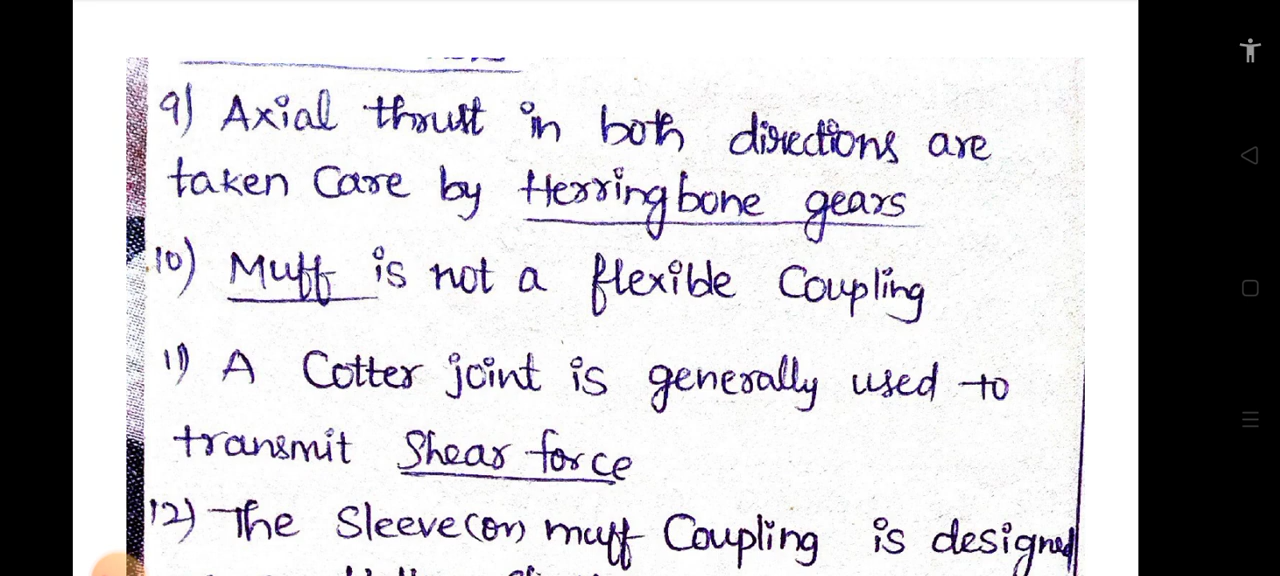 9) Axial thrust in both directions are
taken care by Herringbone gears
10) Muff is not a flexible Coupling
11) A Cotter joint is generally used to
transmit Shear force
12) The Sleeve (or) muff Coupling is designed